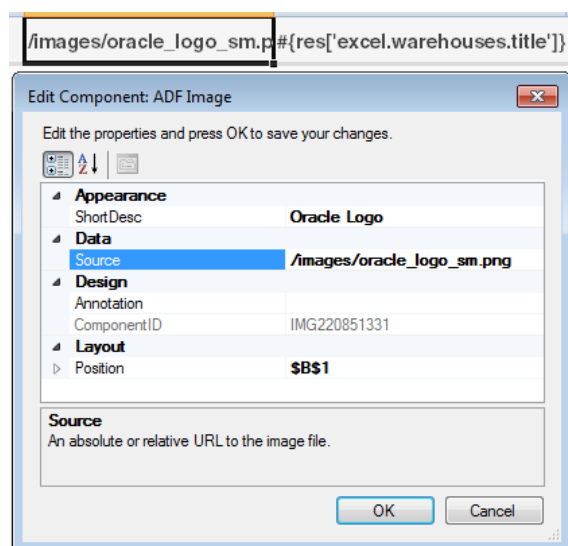 /images/oracle_logo_sm.p #{res['excel.warehouses.title']}
Edit Component: ADF Image
Edit the properties and press OK to save your changes.
Appearance
ShortDesc Oracle Logo
Data
Source /images/oracle_logo_sm.png
Design
Annotation
ComponentID IMG220851331
Layout
Position $B$1
Source
An absolute or relative URL to the image file.
OK Cancel